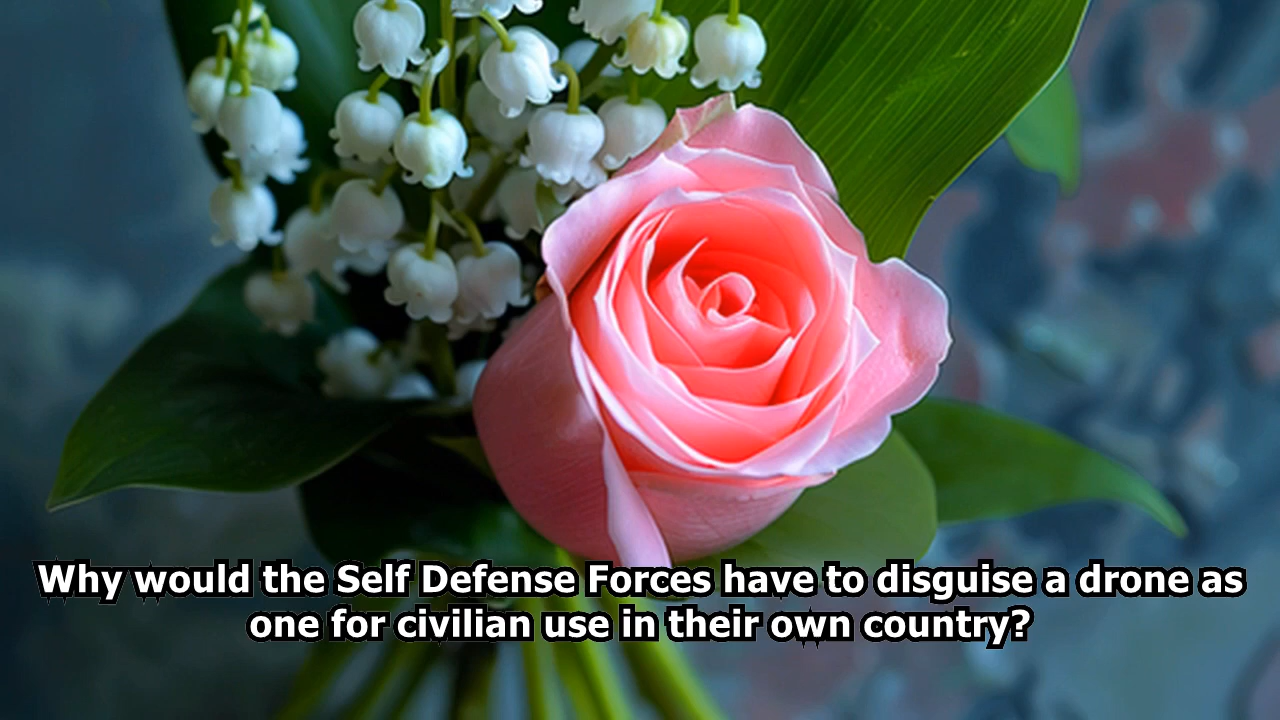 Why would the Self Defense Forces have to disguise a drone as
one for civilian use in their own country?